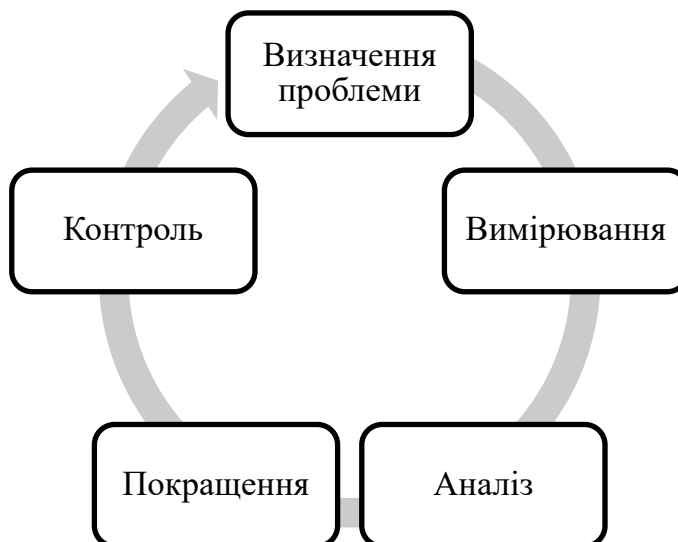 Визначення
проблеми
Вимірювання
Аналіз
Покращення
Контроль